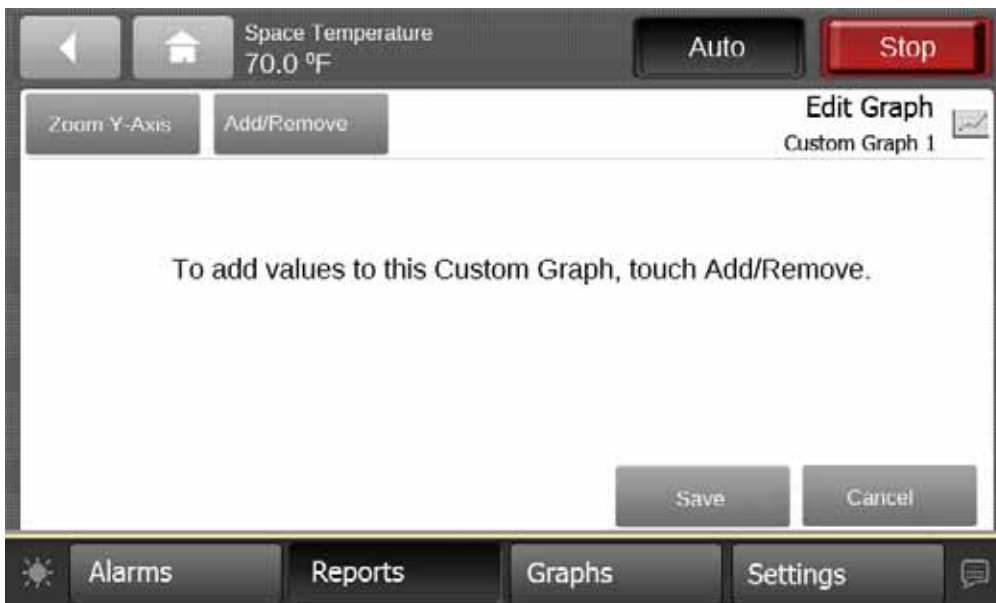 Space Temperature
70.0 ºF
Auto
Stop
Zoom Y-Axis
Add/Remove
Edit Graph
Custom Graph 1
To add values to this Custom Graph, touch Add/Remove.
Save
Cancel
Alarms
Reports
Graphs
Settings